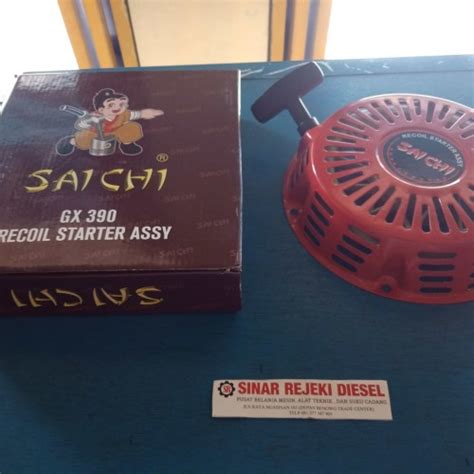 SAI CHI ®
GX 390
RECOIL STARTER ASSY
SAI CHI
RECOIL STARTER ASSY
SAI CHI
SINAR REJEKI DIESEL
PUSAT BELANJA MESIN, ALAT TEKNIK, DAN SUKU CADANG